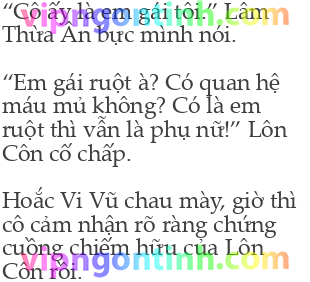 “Cô ấy là em gái tôi.” Lâm
Thừa Ân bực mình nói.
“Em gái ruột à? Có quan hệ
máu mủ không? Có là em
ruột thì vẫn là phụ nữ!” Lôn
Côn cố chấp.
Hoắc Vi Vũ chau mày, giờ thì
cô cảm nhận rõ ràng chứng
cuồng chiếm hữu của Lôn
Côn rồi.
vipngontinh.com
vipngontinh.com